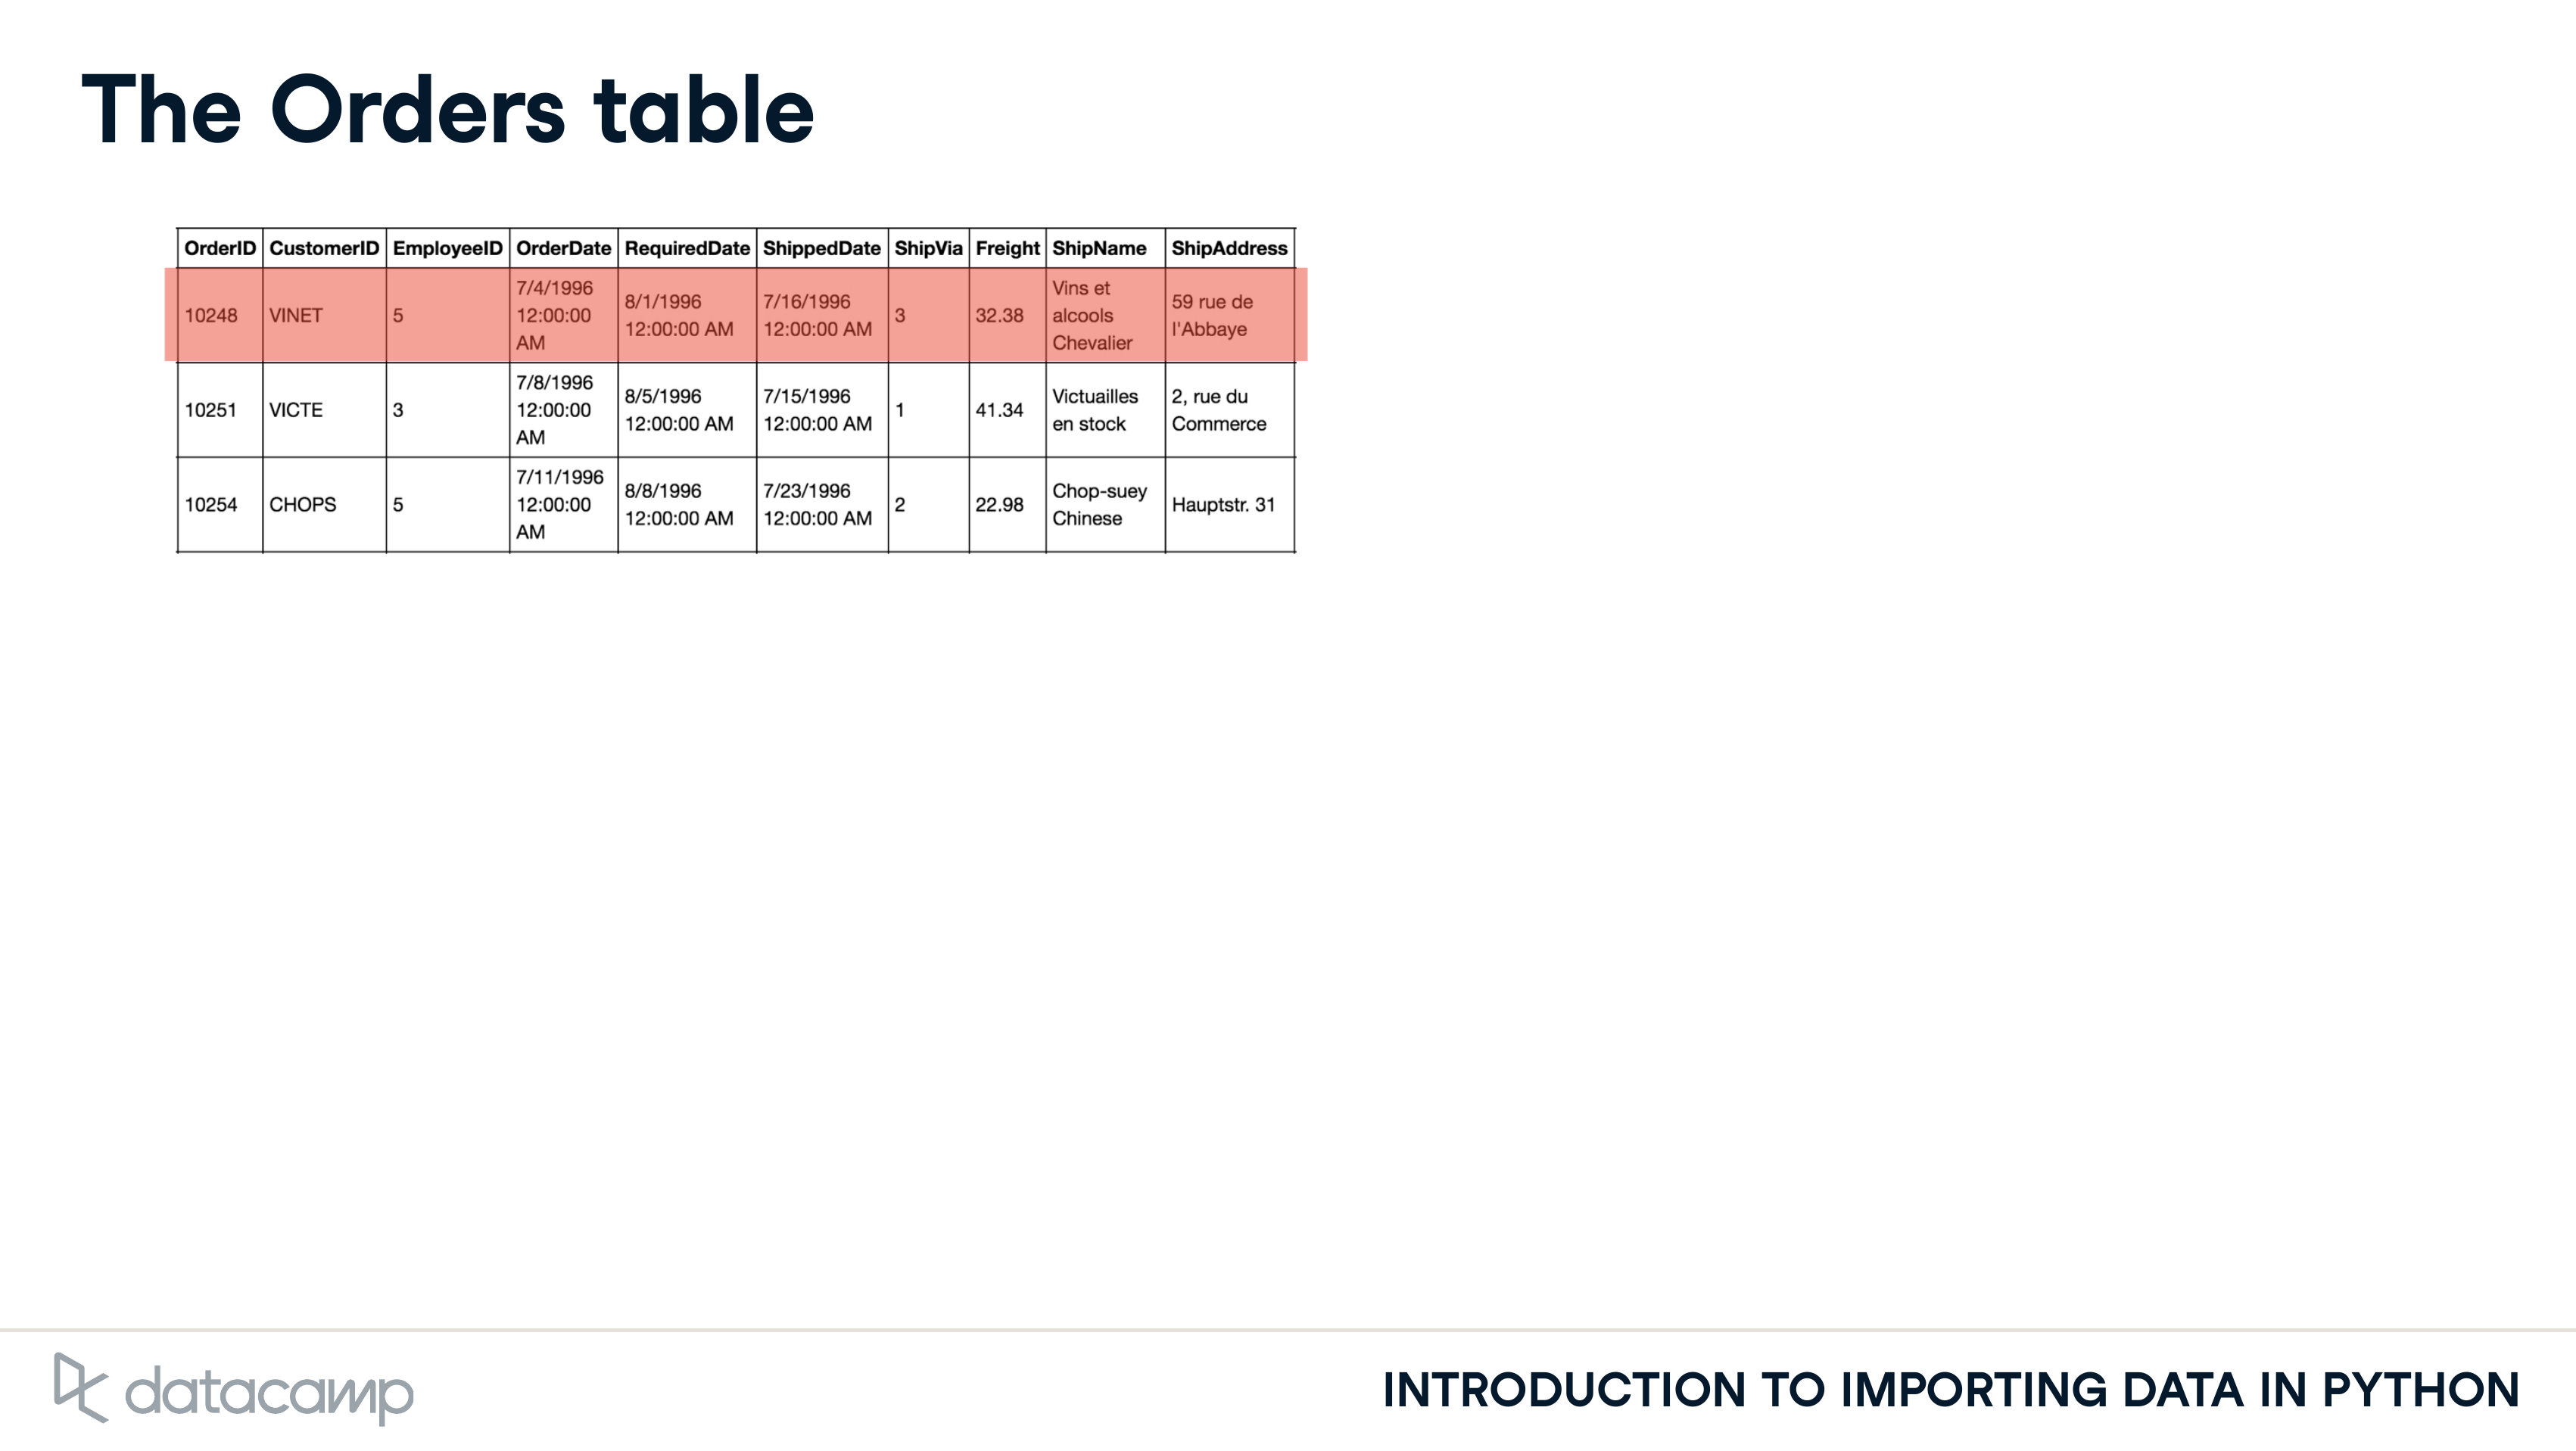 The Orders table
OrderID CustomerID EmployeeID OrderDate RequiredDate ShippedDate ShipVia Freight ShipName ShipAddress
10248 VINET 5 7/4/1996 12:00:00 AM 8/1/1996 12:00:00 AM 7/16/1996 12:00:00 AM 3 32.38 Vins et alcools Chevalier 59 rue de l'Abbaye
10251 VICTE 3 7/8/1996 12:00:00 AM 8/5/1996 12:00:00 AM 7/15/1996 12:00:00 AM 1 41.34 Victuailles en stock 2, rue du Commerce
10254 CHOPS 5 7/11/1996 12:00:00 AM 8/8/1996 12:00:00 AM 7/23/1996 12:00:00 AM 2 22.98 Chop-suey Chinese Hauptstr. 31
datacamp
INTRODUCTION TO IMPORTING DATA IN PYTHON